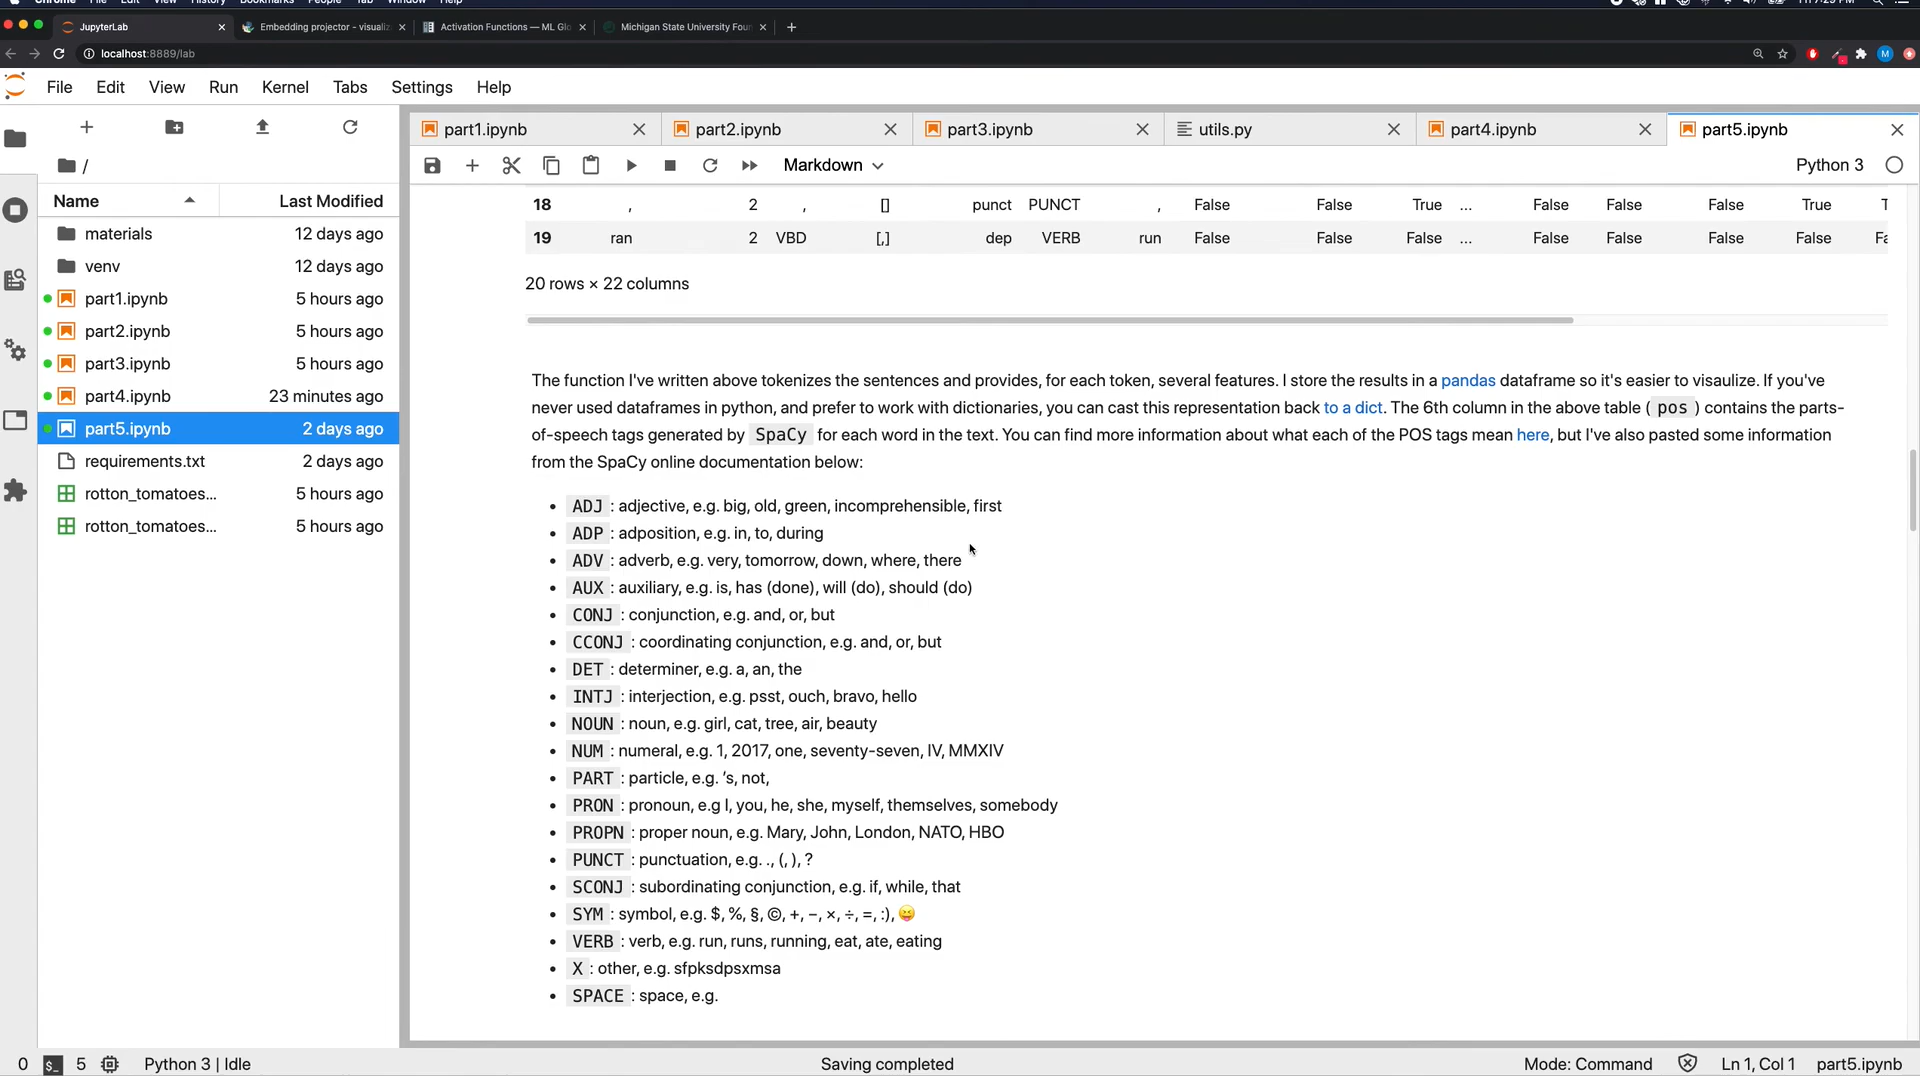 Chrome File Edit View History Bookmarks People Tab Window Help
JupyterLab
Embedding projector - visualiz
Activation Functions — ML Glo
Michigan State University Foun
localhost:8889/lab
M
File Edit View Run Kernel Tabs Settings Help
part1.ipynb
part2.ipynb
part3.ipynb
utils.py
part4.ipynb
part5.ipynb
Markdown
Python 3
/
Name Last Modified
materials 12 days ago
venv 12 days ago
part1.ipynb 5 hours ago
part2.ipynb 5 hours ago
part3.ipynb 5 hours ago
part4.ipynb 23 minutes ago
part5.ipynb 2 days ago
requirements.txt 2 days ago
rotton_tomatoes... 5 hours ago
rotton_tomatoes... 5 hours ago
18 , 2 , [] punct PUNCT , False False True ... False False False True
19 ran 2 VBD [,] dep VERB run False False False ... False False False False
20 rows × 22 columns
The function I've written above tokenizes the sentences and provides, for each token, several features. I store the results in a pandas dataframe so it's easier to visaulize. If you've
never used dataframes in python, and prefer to work with dictionaries, you can cast this representation back to a dict. The 6th column in the above table ( pos ) contains the parts-
of-speech tags generated by SpaCy for each word in the text. You can find more information about what each of the POS tags mean here, but I've also pasted some information
from the SpaCy online documentation below:
• ADJ : adjective, e.g. big, old, green, incomprehensible, first
• ADP : adposition, e.g. in, to, during
• ADV : adverb, e.g. very, tomorrow, down, where, there
• AUX : auxiliary, e.g. is, has (done), will (do), should (do)
• CONJ : conjunction, e.g. and, or, but
• CCONJ : coordinating conjunction, e.g. and, or, but
• DET : determiner, e.g. a, an, the
• INTJ : interjection, e.g. psst, ouch, bravo, hello
• NOUN : noun, e.g. girl, cat, tree, air, beauty
• NUM : numeral, e.g. 1, 2017, one, seventy-seven, IV, MMXIV
• PART : particle, e.g. 's, not,
• PRON : pronoun, e.g I, you, he, she, myself, themselves, somebody
• PROPN : proper noun, e.g. Mary, John, London, NATO, HBO
• PUNCT : punctuation, e.g. ., (, ), ?
• SCONJ : subordinating conjunction, e.g. if, while, that
• SYM : symbol, e.g. $, %, §, ©, +, −, ×, ÷, =, :), 😝
• VERB : verb, e.g. run, runs, running, eat, ate, eating
• X : other, e.g. sfpksdpsxmsa
• SPACE : space, e.g.
0 5 Python 3 | Idle Saving completed Mode: Command Ln 1, Col 1 part5.ipynb